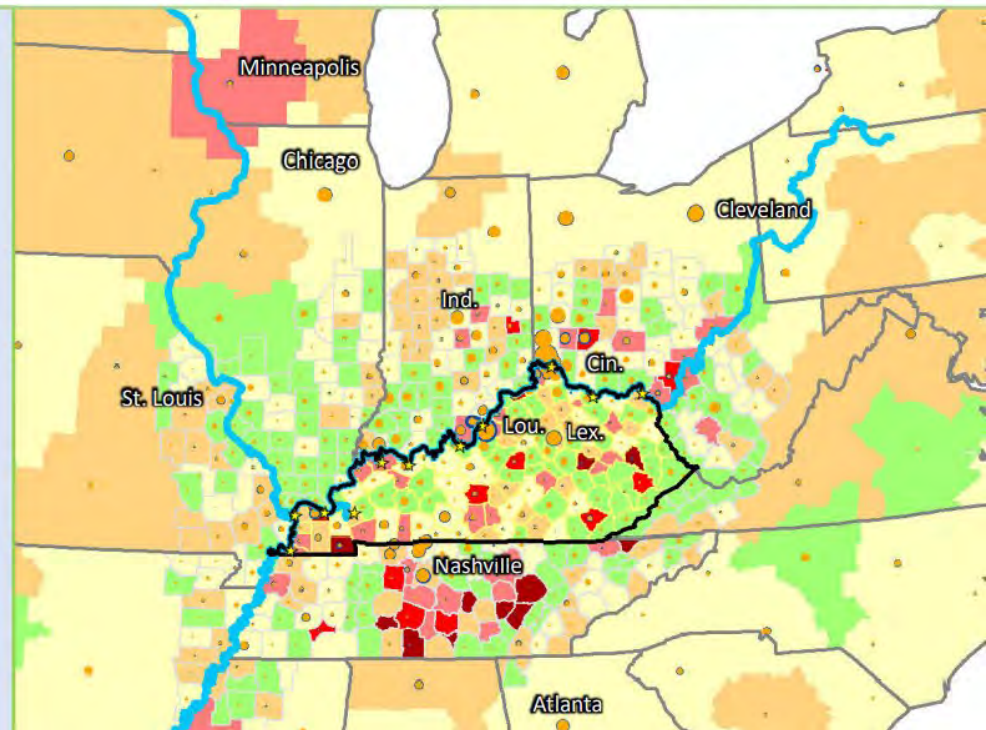 Minneapolis
Chicago
Cleveland
Ind.
Cin.
St. Louis
Lou.
Lex.
Nashville
Atlanta